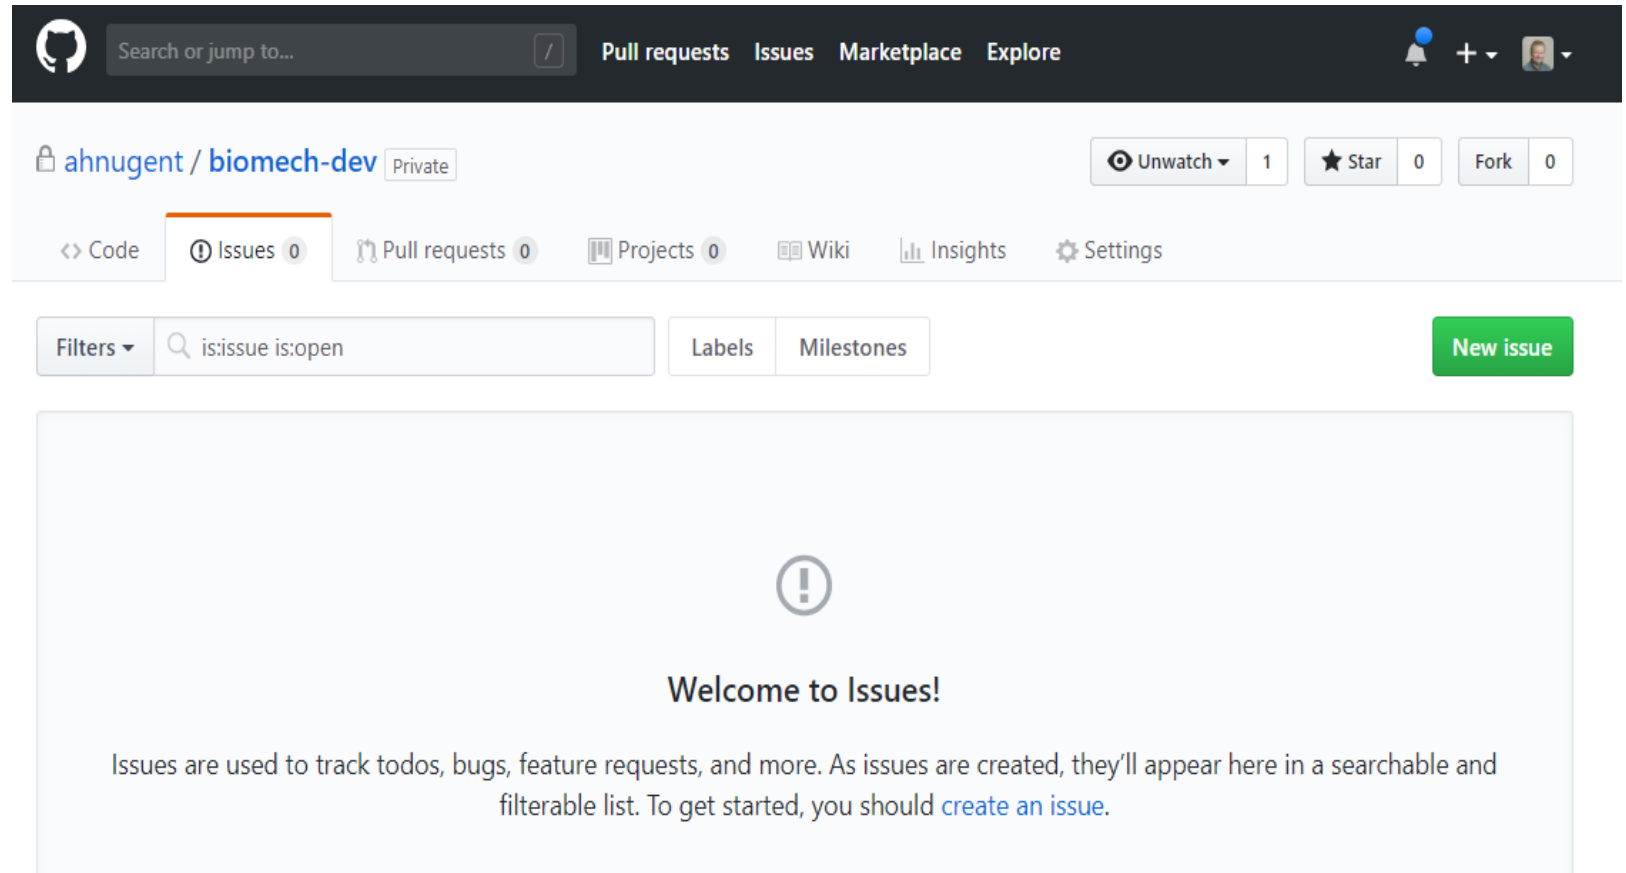 Search or jump to... / Pull requests Issues Marketplace Explore
ahnugent / biomech-dev Private Unwatch 1 Star 0 Fork 0
<> Code Issues 0 Pull requests 0 Projects 0 Wiki Insights Settings
Filters is:issue is:open Labels Milestones New issue
Welcome to Issues!
Issues are used to track todos, bugs, feature requests, and more. As issues are created, they’ll appear here in a searchable and
filterable list. To get started, you should create an issue.